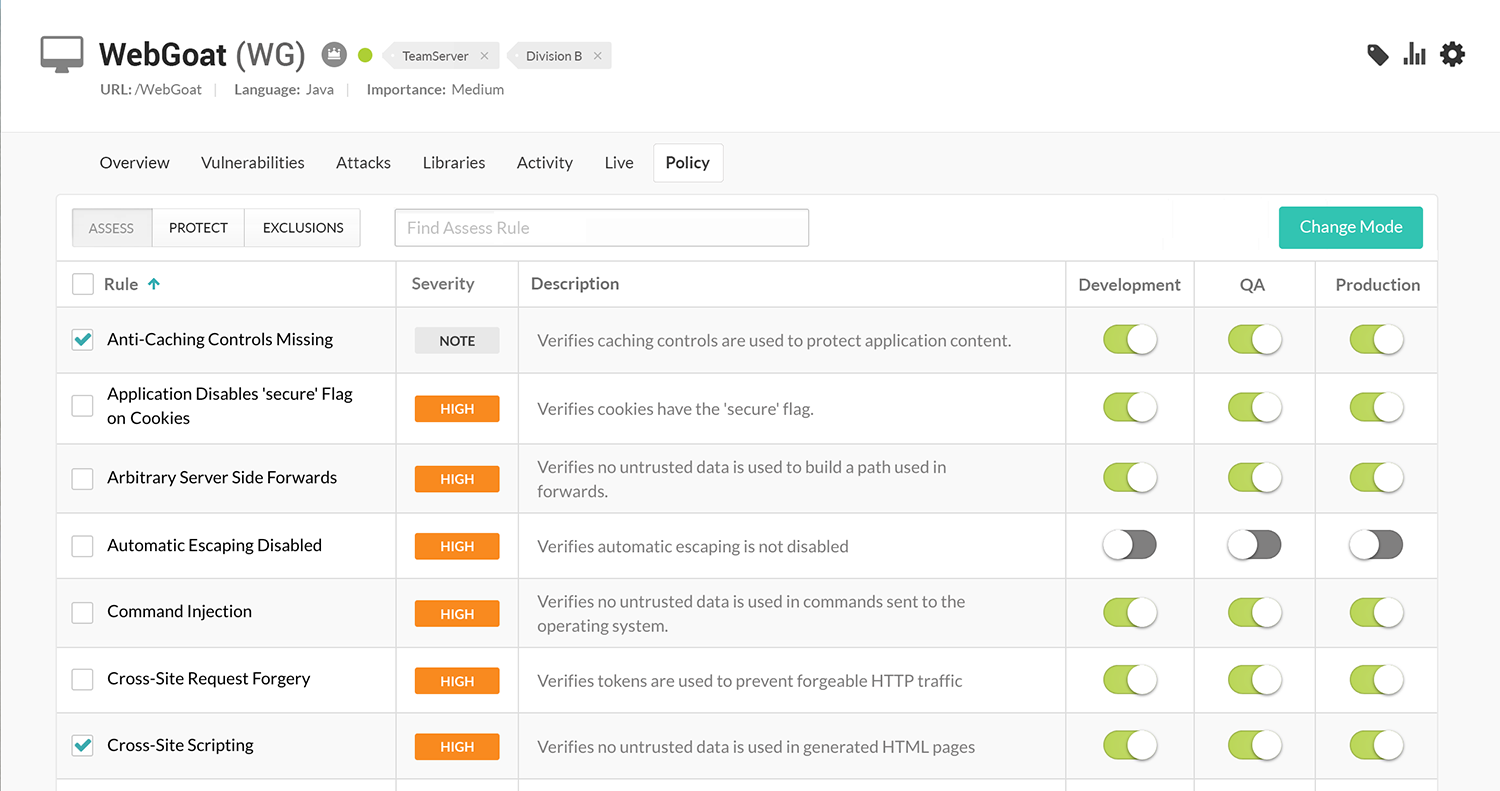 WebGoat (WG) TeamServer × Division B ×
URL: /WebGoat | Language: Java | Importance: Medium
Overview Vulnerabilities Attacks Libraries Activity Live Policy
ASSESS PROTECT EXCLUSIONS Find Assess Rule Change Mode
Rule Severity Description Development QA Production
Anti-Caching Controls Missing NOTE Verifies caching controls are used to protect application content.
Application Disables 'secure' Flag
on Cookies
HIGH Verifies cookies have the 'secure' flag.
Arbitrary Server Side Forwards HIGH
Verifies no untrusted data is used to build a path used in
forwards.
Automatic Escaping Disabled HIGH Verifies automatic escaping is not disabled
Command Injection HIGH
Verifies no untrusted data is used in commands sent to the
operating system.
Cross-Site Request Forgery HIGH Verifies tokens are used to prevent forgeable HTTP traffic
Cross-Site Scripting HIGH Verifies no untrusted data is used in generated HTML pages